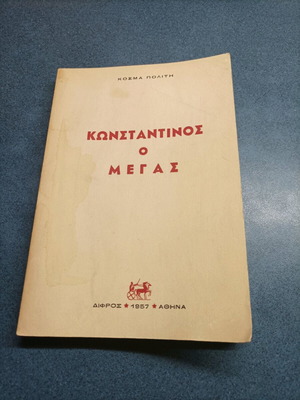 ΚΟΣΜΑ ΠΟΛΙΤΗ
ΚΩΝΣΤΑΝΤΙΝΟΣ
Ο
ΜΕΓΑΣ
ΔΙΦΡΟΣ ★ 1957 ★ ΑΘΗΝΑ